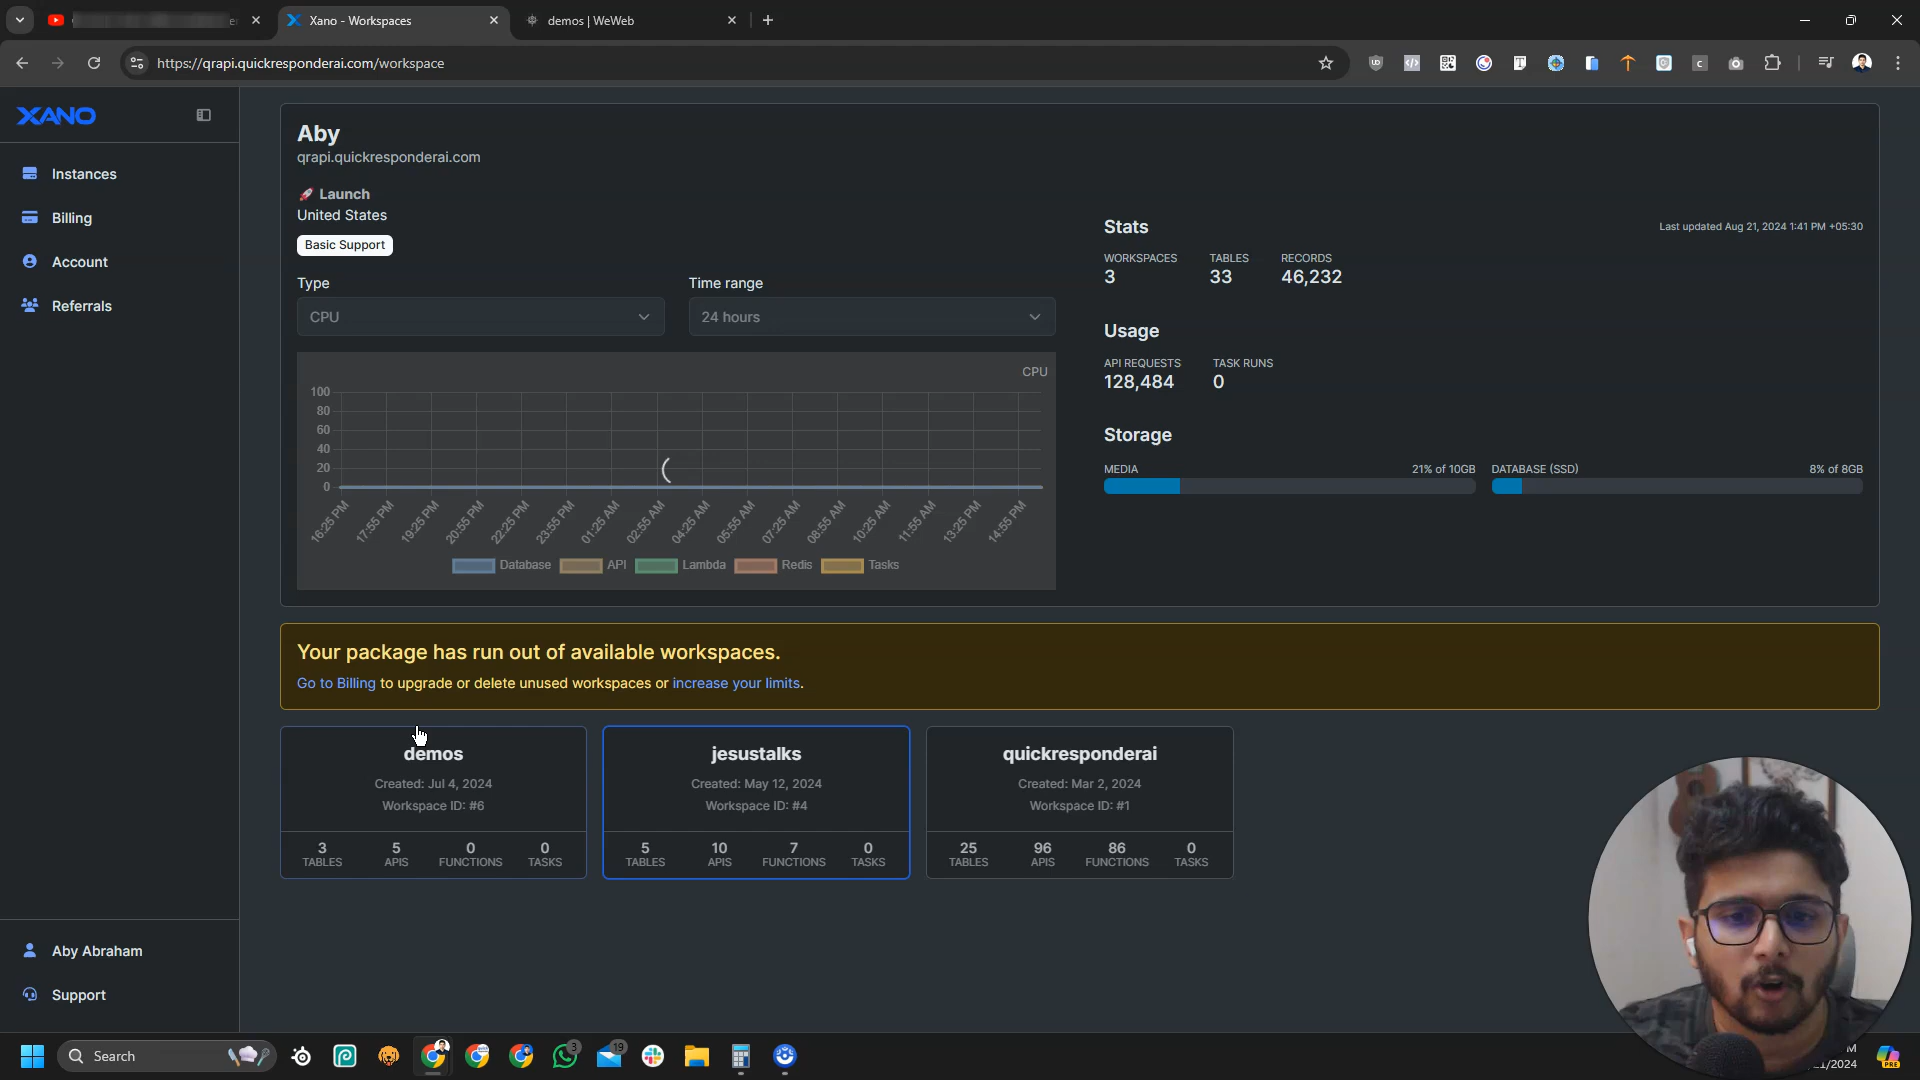 Xano - Workspaces
demos | WeWeb
https://qrapi.quickresponderai.com/workspace
XANO
Instances
Billing
Account
Referrals
Aby Abraham
Support
Aby
qrapi.quickresponderai.com
🚀 Launch
United States
Basic Support
Type
Time range
CPU
24 hours
CPU
100
80
60
40
20
0
16:25 PM
17:55 PM
19:25 PM
20:55 PM
22:25 PM
23:55 PM
01:25 AM
02:55 AM
04:25 AM
05:55 AM
07:25 AM
08:55 AM
10:25 AM
11:55 AM
13:25 PM
14:55 PM
Database API Lambda Redis Tasks
Stats
Last updated Aug 21, 2024 1:41 PM +05:30
WORKSPACES TABLES RECORDS
3 33 46,232
Usage
API REQUESTS TASK RUNS
128,484 0
Storage
MEDIA 21% of 10GB DATABASE (SSD) 8% of 8GB
Your package has run out of available workspaces.
Go to Billing to upgrade or delete unused workspaces or increase your limits.
demos
Created: Jul 4, 2024
Workspace ID: #6
3 5 0 0
TABLES APIS FUNCTIONS TASKS
jesustalks
Created: May 12, 2024
Workspace ID: #4
5 10 7 0
TABLES APIS FUNCTIONS TASKS
quickresponderai
Created: Mar 2, 2024
Workspace ID: #1
25 96 86 0
TABLES APIS FUNCTIONS TASKS
Search
3
19
PRE